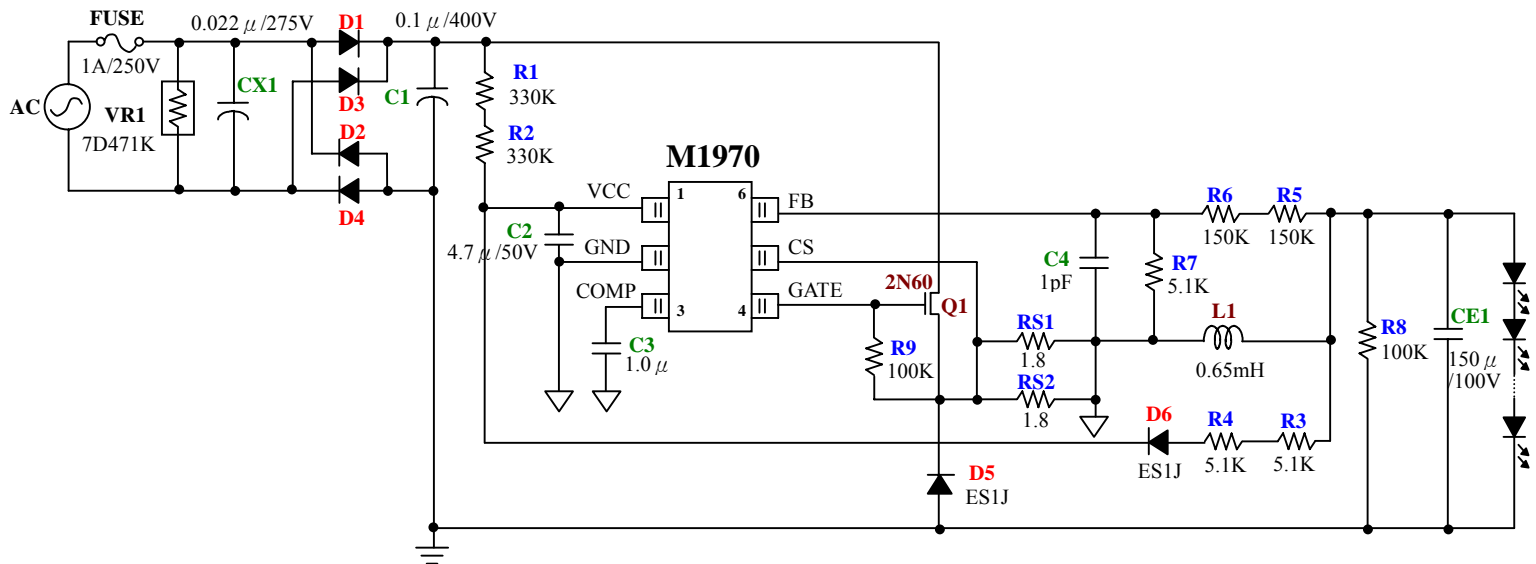 FUSE
1A/250V
AC
VR1
7D471K
0.022μ/275V
CX1
D1
D3
D2
D4
0.1μ/400V
C1
R1
330K
R2
330K
M1970
VCC
GND
COMP
1
3
6
4
FB
CS
GATE
C2
4.7μ/50V
C3
1.0μ
2N60
Q1
R9
100K
RS1
1.8
RS2
1.8
C4
1pF
R7
5.1K
R6
150K
R5
150K
L1
0.65mH
D6
ES1J
R4
5.1K
R3
5.1K
D5
ES1J
R8
100K
CE1
150μ
/100V